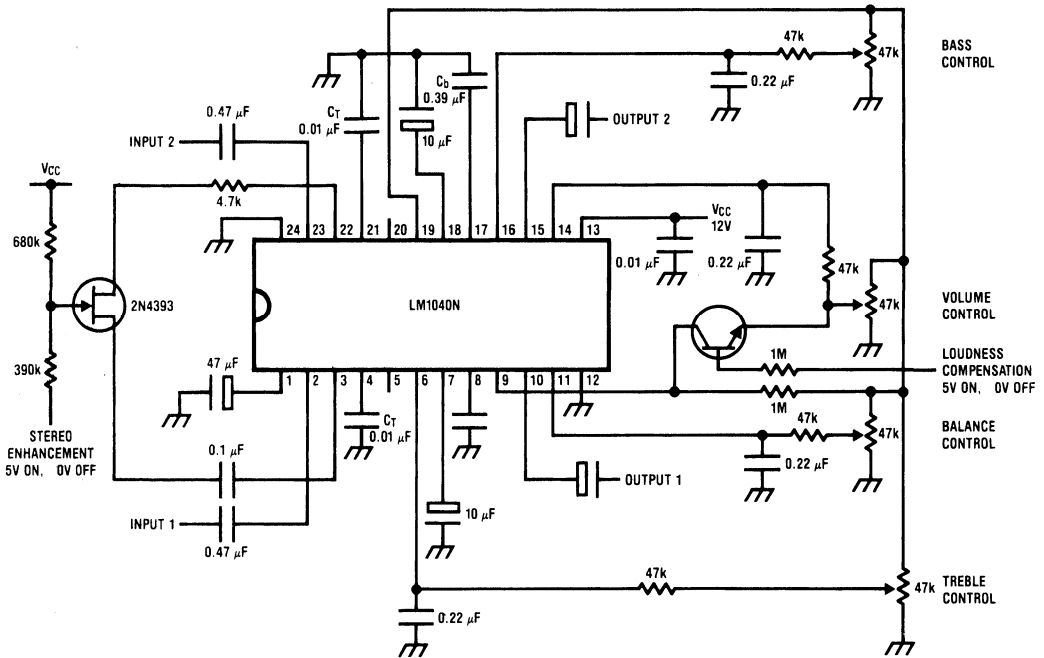 47k
47k
BASS
CONTROL
0.22 µF
Cb
0.39 µF
CT
0.01 µF
10 µF
0.47 µF
INPUT 2
OUTPUT 2
VCC
4.7k
680k
2N4393
390k
STEREO
ENHANCEMENT
5V ON, 0V OFF
24 23 22 21 20 19 18 17 16 15 14 13
LM1040N
1 2 3 4 5 6 7 8 9 10 11 12
VCC
12V
0.01 µF
0.22 µF
47k
47k
VOLUME
CONTROL
1M
LOUDNESS
COMPENSATION
5V ON, 0V OFF
1M
47 µF
CT
0.01 µF
0.1 µF
INPUT 1
0.47 µF
10 µF
OUTPUT 1
47k
47k
BALANCE
CONTROL
0.22 µF
47k
47k
TREBLE
CONTROL
0.22 µF